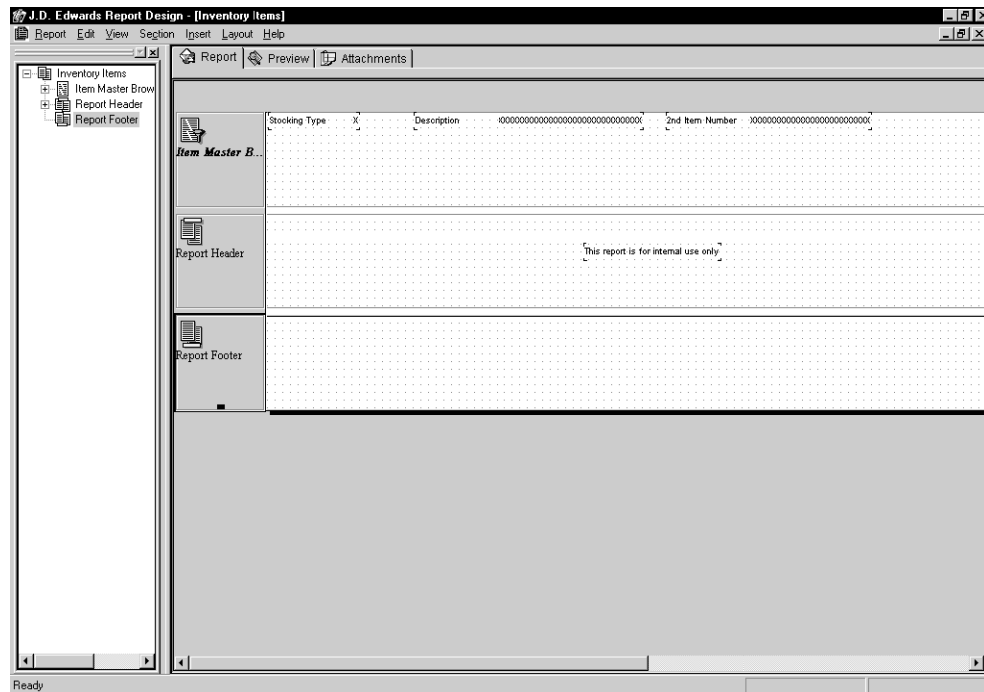 J.D. Edwards Report Design - [Inventory Items]
Report Edit View Section Insert Layout Help
Report Preview Attachments
Inventory Items
Item Master Brow
Report Header
Report Footer
Item Master B...
Stocking Type X Description XXXXXXXXXXXXXXXXXXXXXXXXXXXXXX 2nd Item Number XXXXXXXXXXXXXXXXXXXXXXXXX
Report Header
This report is for internal use only
Report Footer
Ready